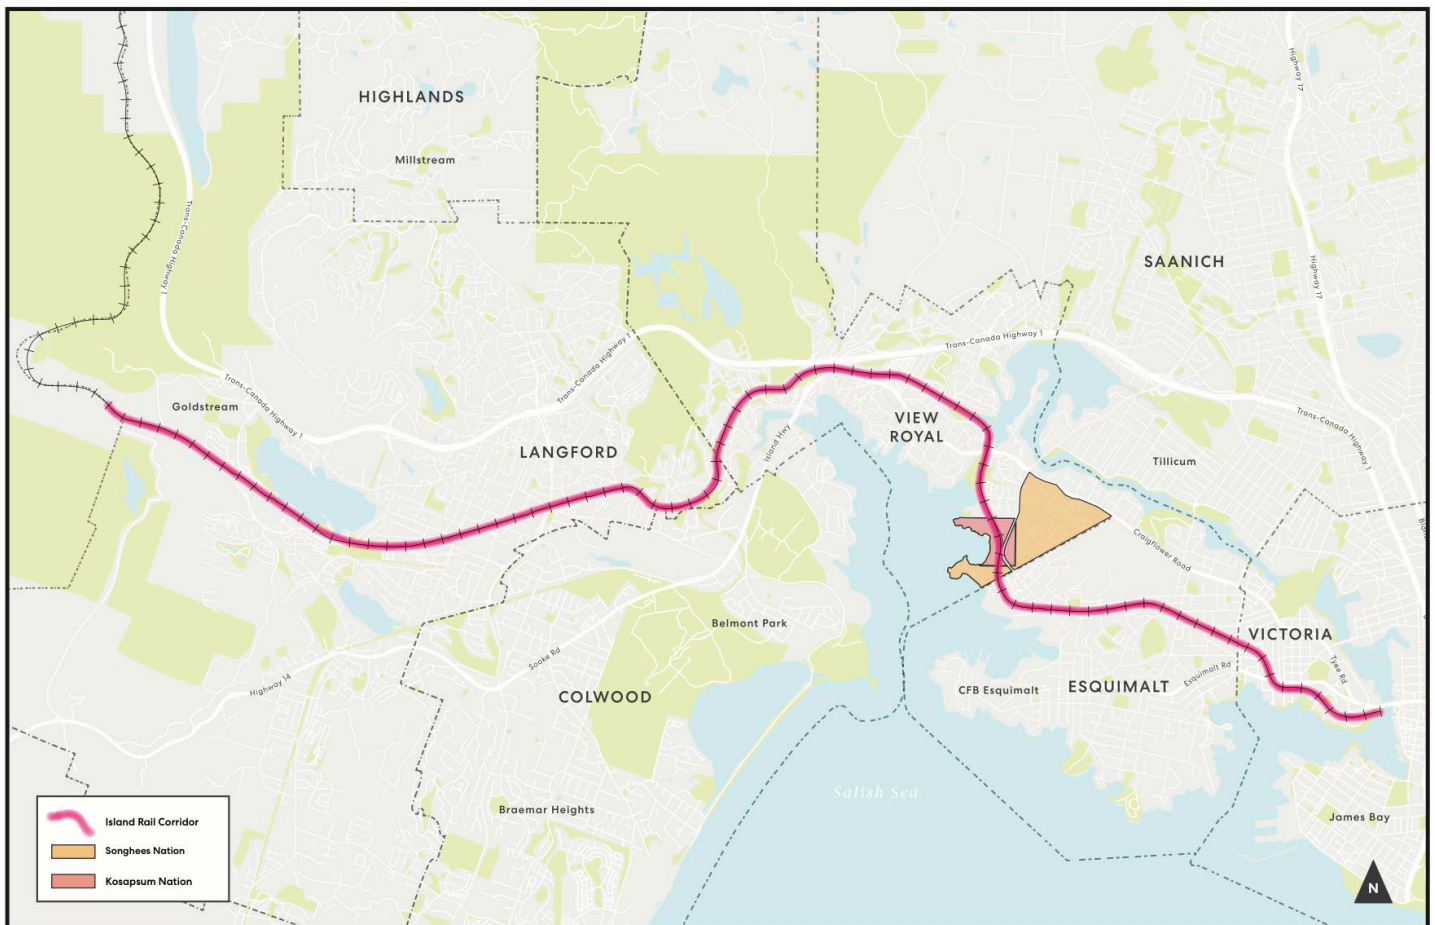 HIGHLANDS
Millstream
Highway 17
Trans-Canada Highway 1
SAANICH
Highway 17
Trans-Canada Highway 1
Trans-Canada Highway 1
Goldstream
Trans-Canada Highway 1
Trans-Canada Highway 1
VIEW
ROYAL
Island Hwy
LANGFORD
Tillicum
Craigflower Road
Belmont Park
VICTORIA
Sooke Rd
Tyee Rd
Esquimalt Rd
Highway 14
COLWOOD
CFB Esquimalt
ESQUIMALT
Salish Sea
Braemar Heights
James Bay
Island Rail Corridor
Songhees Nation
Kosapsum Nation
N